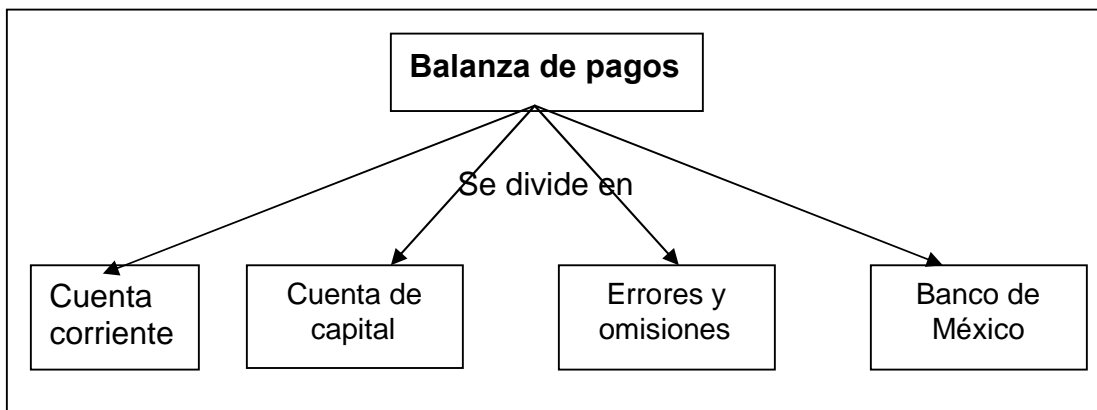 Balanza de pagos
Se divide en
Cuenta
corriente
Cuenta de
capital
Errores y
omisiones
Banco de
México